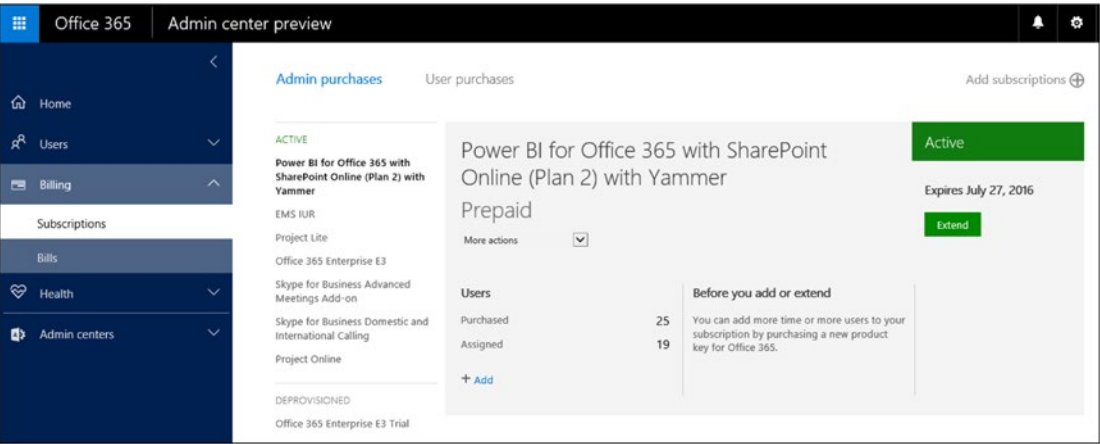 Office 365
Admin center preview
Home
Users
Billing
Subscriptions
Bills
Health
Admin centers
Admin purchases
User purchases
Add subscriptions
ACTIVE
Power BI for Office 365 with
SharePoint Online (Plan 2) with
Yammer
EMS IUR
Project Lite
Office 365 Enterprise E3
Skype for Business Advanced
Meetings Add-on
Skype for Business Domestic and
International Calling
Project Online
DEPROVISIONED
Office 365 Enterprise E3 Trial
Power BI for Office 365 with SharePoint
Online (Plan 2) with Yammer
Prepaid
More actions
Users
Purchased 25
Assigned 19
+ Add
Before you add or extend
You can add more time or more users to your
subscription by purchasing a new product
key for Office 365.
Active
Expires July 27, 2016
Extend